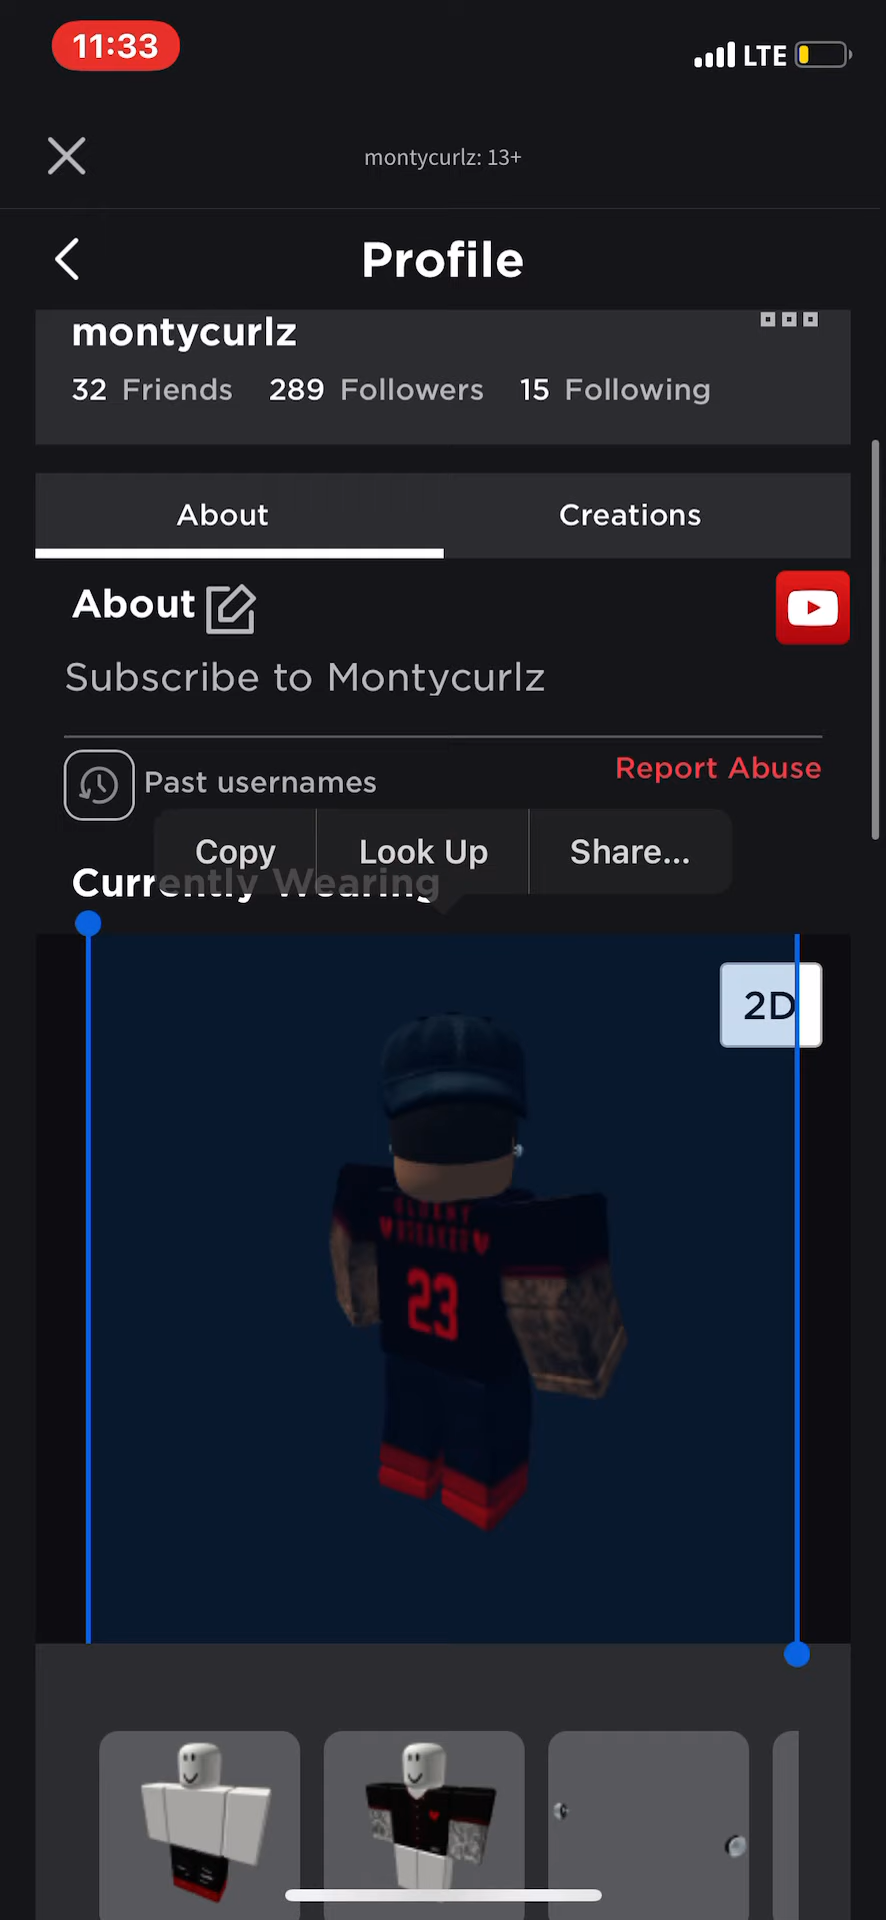 11:33
LTE
montycurlz: 13+
Profile
montycurlz
32 Friends 289 Followers 15 Following
About Creations
About
Subscribe to Montycurlz
Past usernames
Report Abuse
Copy Look Up Share...
Currently Wearing
2D
23